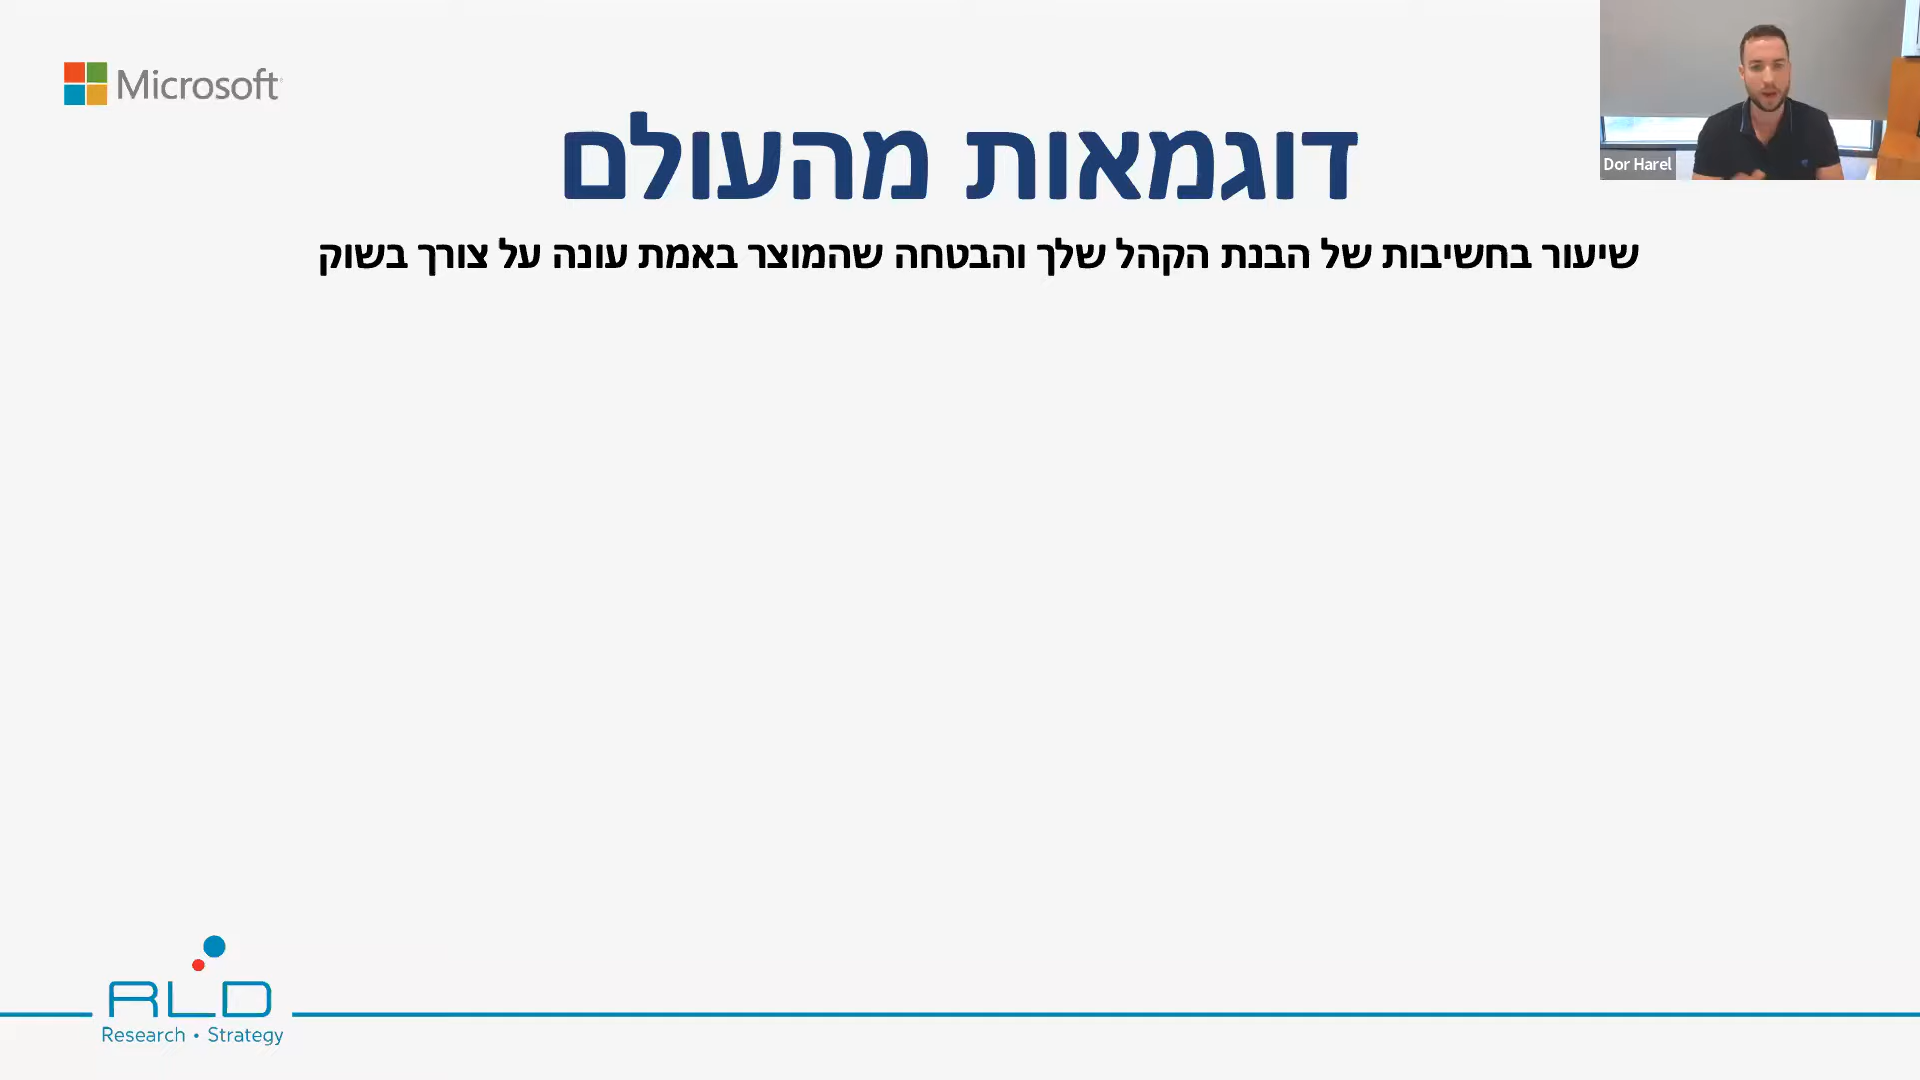 Microsoft
דוגמאות מהעולם
שיעור בחשיבות של הבנת הקהל שלך והבטחה שהמוצר באמת עונה על צורך בשוק
Dor Harel
RLD
Research • Strategy